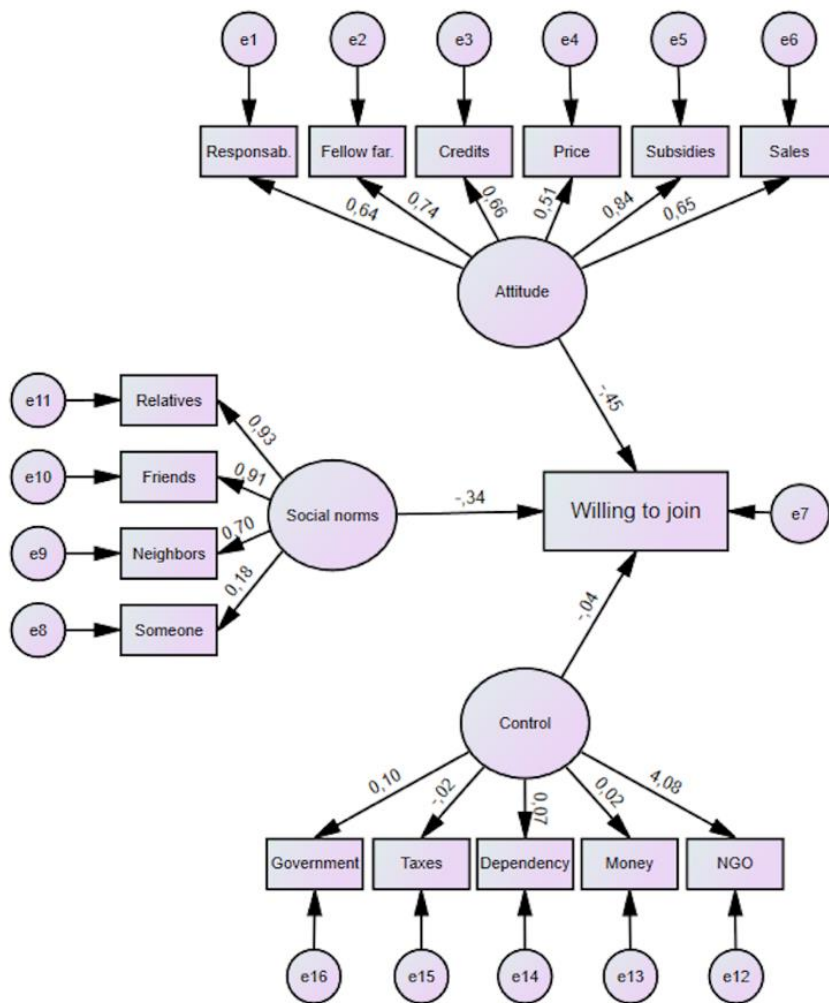 e1 e2 e3 e4 e5 e6
Responsab. Fellow far. Credits Price Subsidies Sales
0,64 0,74 0,66 0,51 0,84 0,65
Attitude
-,45
e11 Relatives
0,93
e10 Friends
0,91
Social norms
-,34
Willing to join
e7
e9 Neighbors
0,70
e8 Someone
0,18
-,04
Control
0,10 -,02 0,07 0,02 4,08
Government Taxes Dependency Money NGO
e16 e15 e14 e13 e12